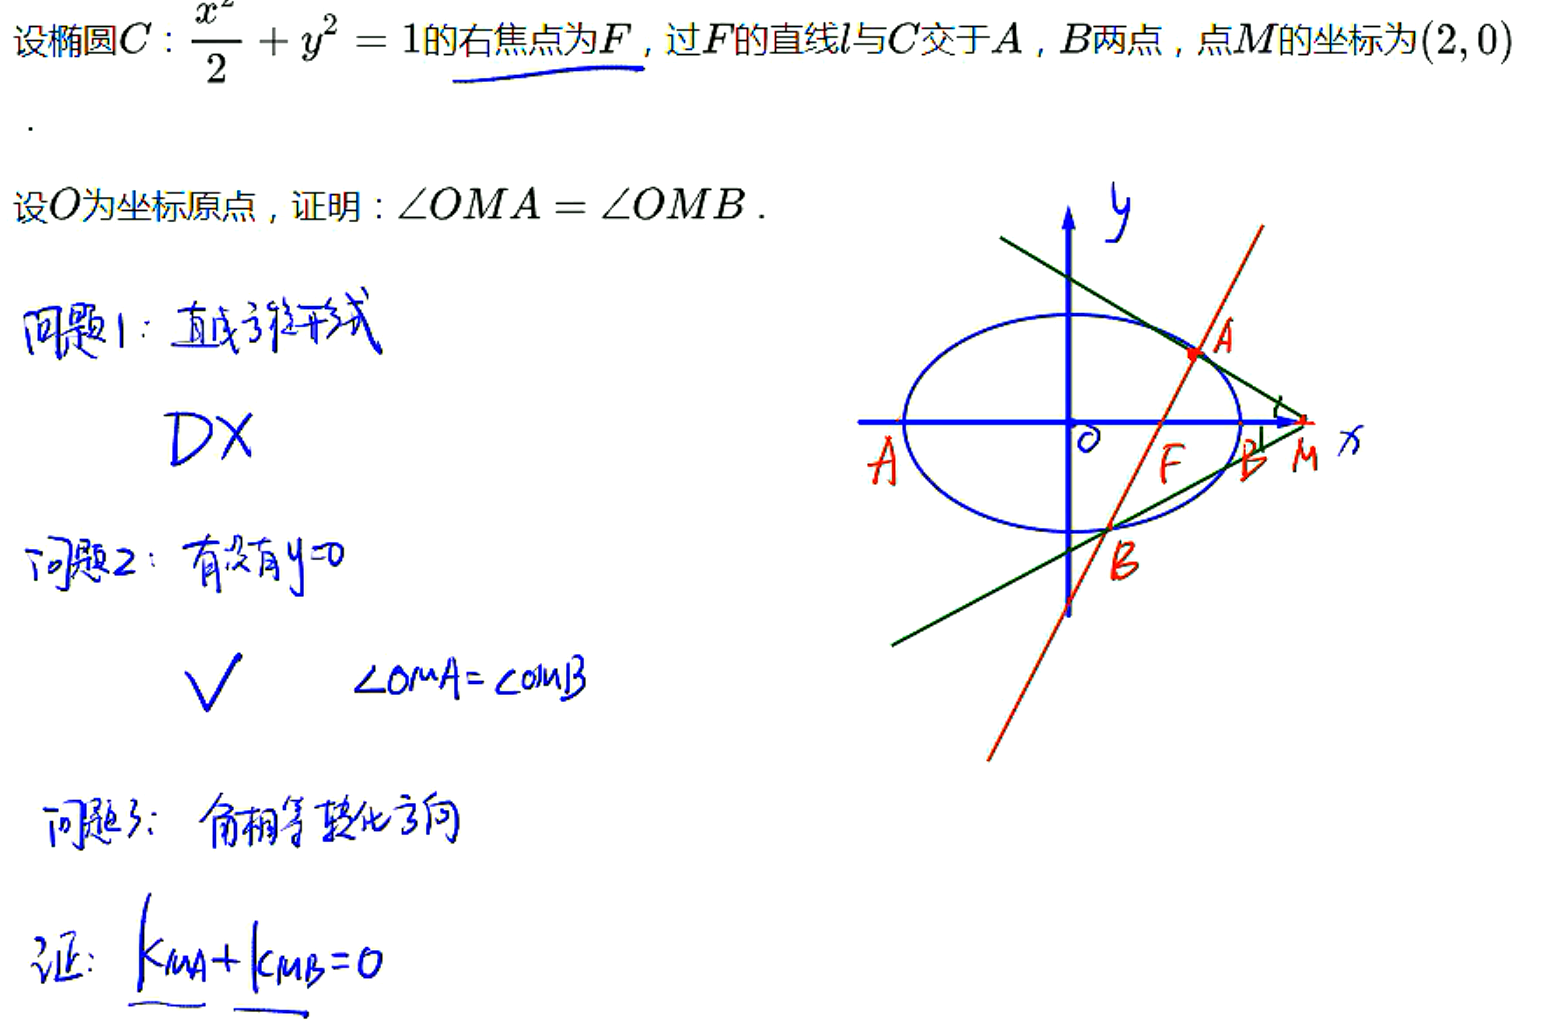 设椭圆C：x²/2 + y² = 1的右焦点为F，过F的直线l与C交于A，B两点，点M的坐标为(2,0)
.
设O为坐标原点，证明：∠OMA = ∠OMB．
问题1：直线方程形式
DX
问题2：有没有y=0
✓ ∠OMA=∠OMB
问题3：角相等转化方向
证：kMA+kMB=0
y
A
A
O
F
B
M
x
B